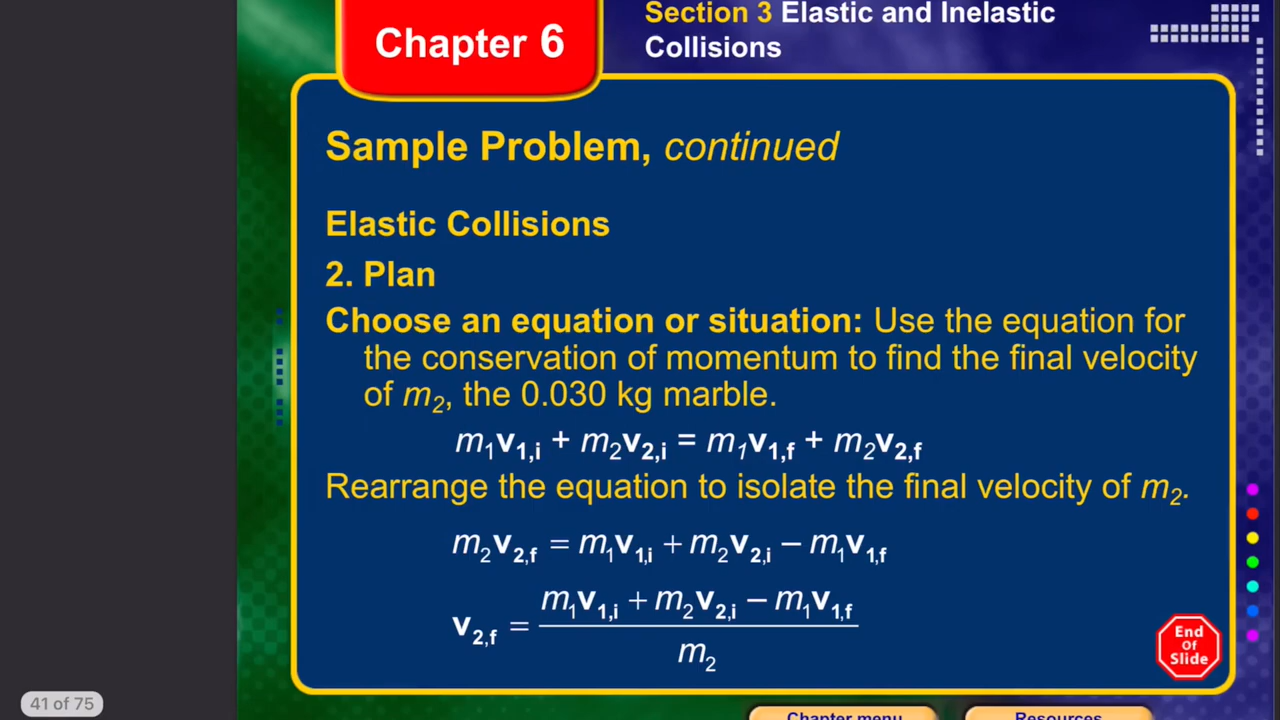 Chapter 6
Section 3 Elastic and Inelastic
Collisions
Sample Problem, continued
Elastic Collisions
2. Plan
Choose an equation or situation: Use the equation for
the conservation of momentum to find the final velocity
of m₂, the 0.030 kg marble.
m₁v₁,ᵢ + m₂v₂,ᵢ = m₁v₁,f + m₂v₂,f
Rearrange the equation to isolate the final velocity of m₂.
m₂v₂,f = m₁v₁,ᵢ + m₂v₂,ᵢ − m₁v₁,f
m₁v₁,ᵢ + m₂v₂,ᵢ − m₁v₁,f
v₂,f =
m₂
End
Of
Slide
41 of 75
Chapter menu
Resources